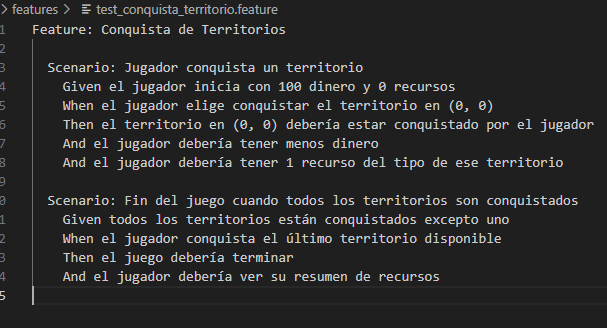 > features > test_conquista_territorio.feature
1 Feature: Conquista de Territorios
2
3 Scenario: Jugador conquista un territorio
4 Given el jugador inicia con 100 dinero y 0 recursos
5 When el jugador elige conquistar el territorio en (0, 0)
6 Then el territorio en (0, 0) debería estar conquistado por el jugador
7 And el jugador debería tener menos dinero
8 And el jugador debería tener 1 recurso del tipo de ese territorio
9
0 Scenario: Fin del juego cuando todos los territorios son conquistados
1 Given todos los territorios están conquistados excepto uno
2 When el jugador conquista el último territorio disponible
3 Then el juego debería terminar
4 And el jugador debería ver su resumen de recursos
5